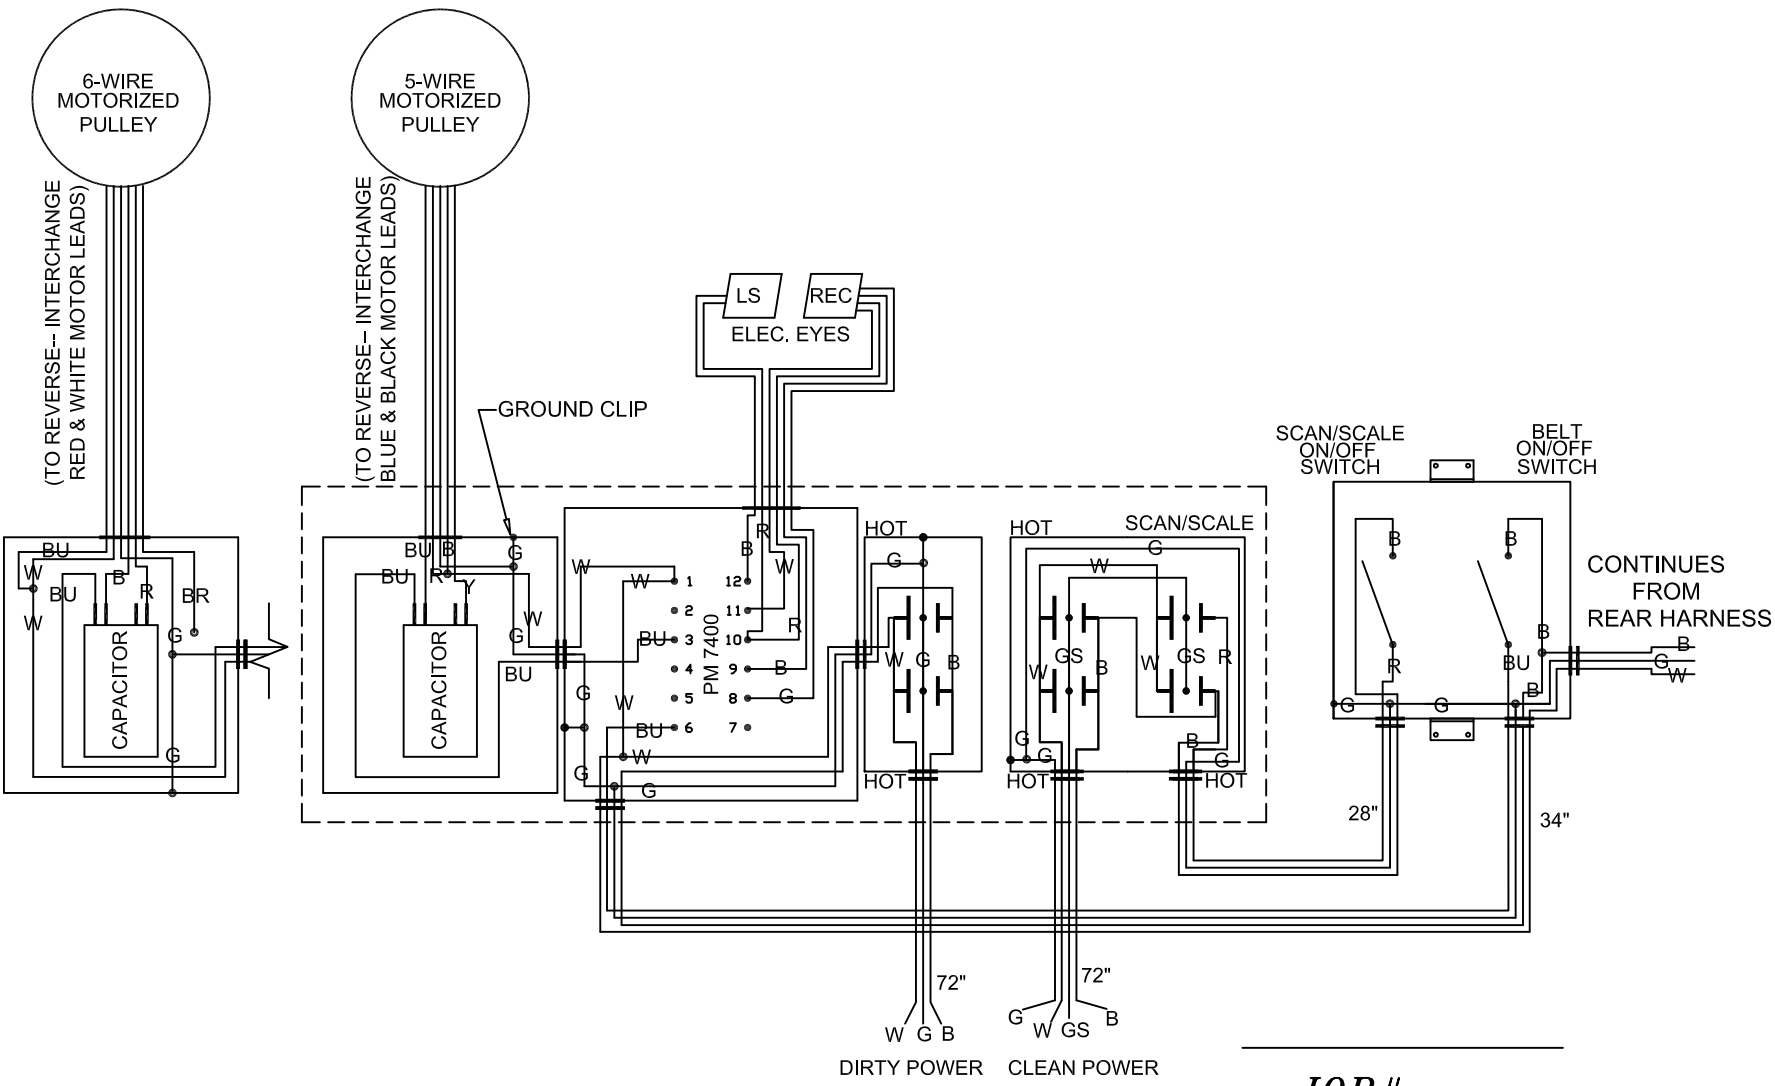 6-WIRE
MOTORIZED
PULLEY
5-WIRE
MOTORIZED
PULLEY
(TO REVERSE-- INTERCHANGE
RED & WHITE MOTOR LEADS)
(TO REVERSE-- INTERCHANGE
BLUE & BLACK MOTOR LEADS)
LS
REC
ELEC. EYES
GROUND CLIP
SCAN/SCALE
ON/OFF
SWITCH
BELT
ON/OFF
SWITCH
CONTINUES
FROM
REAR HARNESS
B
G
W
BU
W
BU
B
R
BR
W
G
G
CAPACITOR
BU
B
G
BU
R
Y
W
G
BU
CAPACITOR
W
W
BU
G
W
BU
W
G
G
1
2
3
4
5
6
PM 7400
12
11
10
9
8
7
B
R
W
R
B
G
HOT
G
W
G
B
HOT
HOT
SCAN/SCALE
G
W
W
GS
B
W
GS
R
G
G
B
G
HOT
HOT
B
R
G
G
B
BU
B
B
28"
34"
72"
72"
W
G
B
G
W
GS
B
DIRTY POWER
CLEAN POWER
JOB#